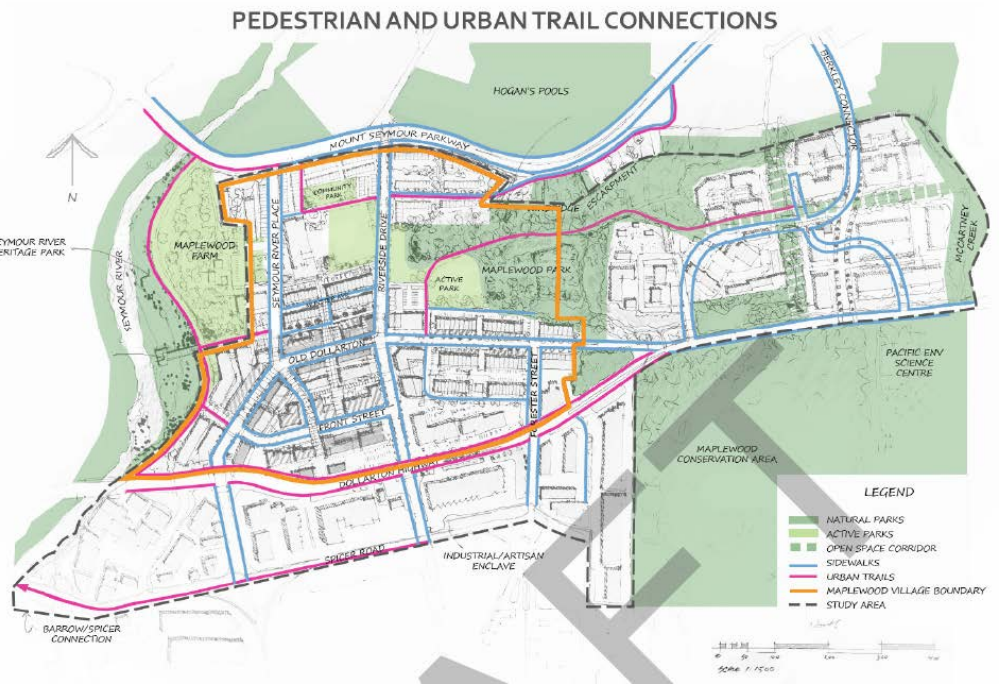 PEDESTRIAN AND URBAN TRAIL CONNECTIONS
HOGAN'S POOLS
BERKLEY CONNECTOR
MOUNT SEYMOUR PARKWAY
N
COMMUNITY
PARK
ESCARPMENT
SEYMOUR RIVER PLACE
RIVERSIDE DRIVE
MAPLEWOOD
FARM
EYMOUR RIVER
ERITAGE PARK
SEYMOUR RIVER
MAPLEWOOD PARK
ACTIVE
PARK
MCCARTNEY
CREEK
OLD DOLLARTON
PACIFIC ENV
SCIENCE
CENTRE
FORESTER STREET
FRONT STREET
MAPLEWOOD
CONSERVATION AREA
DOLLARTON HIGHWAY
SPICER ROAD
INDUSTRIAL/ARTISAN
ENCLAVE
BARROW/SPICER
CONNECTION
LEGEND
NATURAL PARKS
ACTIVE PARKS
OPEN SPACE CORRIDOR
SIDEWALKS
URBAN TRAILS
MAPLEWOOD VILLAGE BOUNDARY
STUDY AREA
SCALE 1:1500